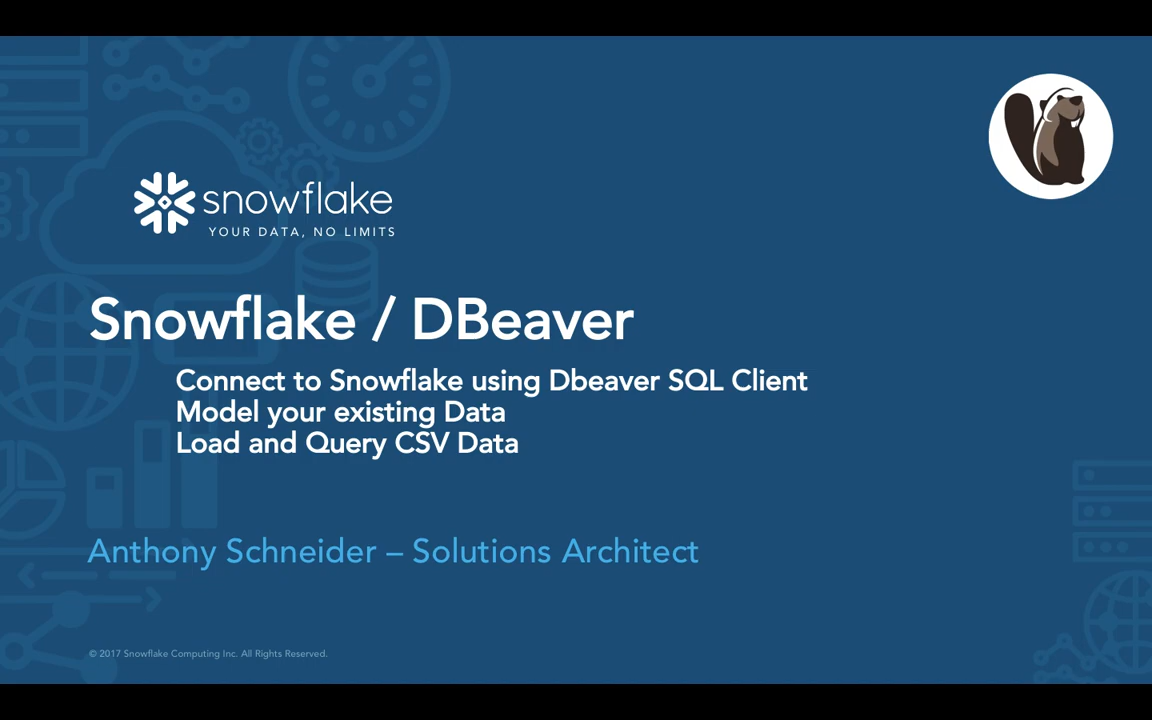 snowflake
YOUR DATA, NO LIMITS
Snowflake / DBeaver
Connect to Snowflake using Dbeaver SQL Client
Model your existing Data
Load and Query CSV Data
Anthony Schneider – Solutions Architect
© 2017 Snowflake Computing Inc. All Rights Reserved.